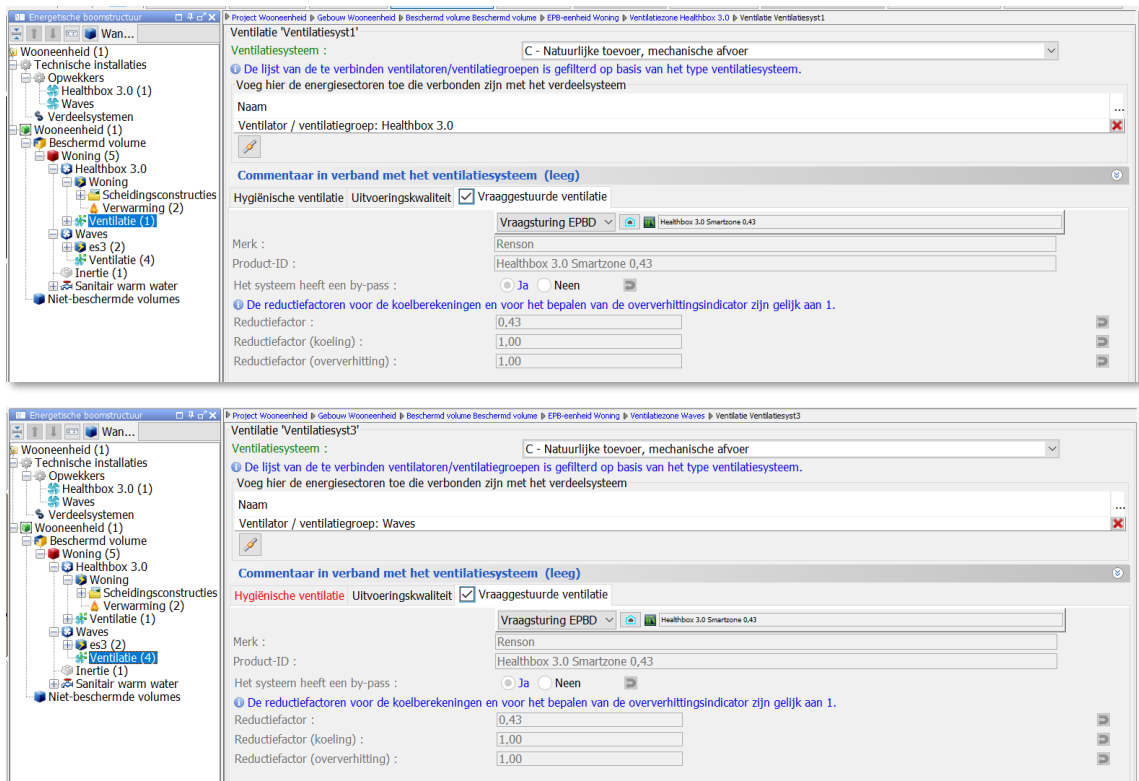 Energetische boomstructuur
Wan...
Wooneenheid (1)
Technische installaties
Opwekkers
Healthbox 3.0 (1)
Waves
Verdeelsystemen
Wooneenheid (1)
Beschermd volume
Woning (5)
Healthbox 3.0
Woning
Scheidingsconstructies
Verwarming (2)
Ventilatie (1)
Waves
es3 (2)
Ventilatie (4)
Inertie (1)
Sanitair warm water
Niet-beschermde volumes
Project Wooneenheid Gebouw Wooneenheid Beschermd volume Beschermd volume EPB-eenheid Woning Ventilatiezone Healthbox 3.0 Ventilatie Ventilatiesyst1
Ventilatie 'Ventilatiesyst1'
Ventilatiesysteem : C - Natuurlijke toevoer, mechanische afvoer
De lijst van de te verbinden ventilatoren/ventilatiegroepen is gefilterd op basis van het type ventilatiesysteem.
Voeg hier de energiesectoren toe die verbonden zijn met het verdeelsysteem
Naam ...
Ventilator / ventilatiegroep: Healthbox 3.0
Commentaar in verband met het ventilatiesysteem (leeg)
Hygiënische ventilatie Uitvoeringskwaliteit Vraaggestuurde ventilatie
Vraagsturing EPBD Healthbox 3.0 Smartzone 0,43
Merk : Renson
Product-ID : Healthbox 3.0 Smartzone 0,43
Het systeem heeft een by-pass : Ja Neen
De reductiefactoren voor de koelberekeningen en voor het bepalen van de oververhittingsindicator zijn gelijk aan 1.
Reductiefactor : 0,43
Reductiefactor (koeling) : 1,00
Reductiefactor (oververhitting) : 1,00
Energetische boomstructuur
Wan...
Wooneenheid (1)
Technische installaties
Opwekkers
Healthbox 3.0 (1)
Waves
Verdeelsystemen
Wooneenheid (1)
Beschermd volume
Woning (5)
Healthbox 3.0
Woning
Scheidingsconstructies
Verwarming (2)
Ventilatie (1)
Waves
es3 (2)
Ventilatie (4)
Inertie (1)
Sanitair warm water
Niet-beschermde volumes
Project Wooneenheid Gebouw Wooneenheid Beschermd volume Beschermd volume EPB-eenheid Woning Ventilatiezone Waves Ventilatie Ventilatiesyst3
Ventilatie 'Ventilatiesyst3'
Ventilatiesysteem : C - Natuurlijke toevoer, mechanische afvoer
De lijst van de te verbinden ventilatoren/ventilatiegroepen is gefilterd op basis van het type ventilatiesysteem.
Voeg hier de energiesectoren toe die verbonden zijn met het verdeelsysteem
Naam ...
Ventilator / ventilatiegroep: Waves
Commentaar in verband met het ventilatiesysteem (leeg)
Hygiënische ventilatie Uitvoeringskwaliteit Vraaggestuurde ventilatie
Vraagsturing EPBD Healthbox 3.0 Smartzone 0,43
Merk : Renson
Product-ID : Healthbox 3.0 Smartzone 0,43
Het systeem heeft een by-pass : Ja Neen
De reductiefactoren voor de koelberekeningen en voor het bepalen van de oververhittingsindicator zijn gelijk aan 1.
Reductiefactor : 0,43
Reductiefactor (koeling) : 1,00
Reductiefactor (oververhitting) : 1,00